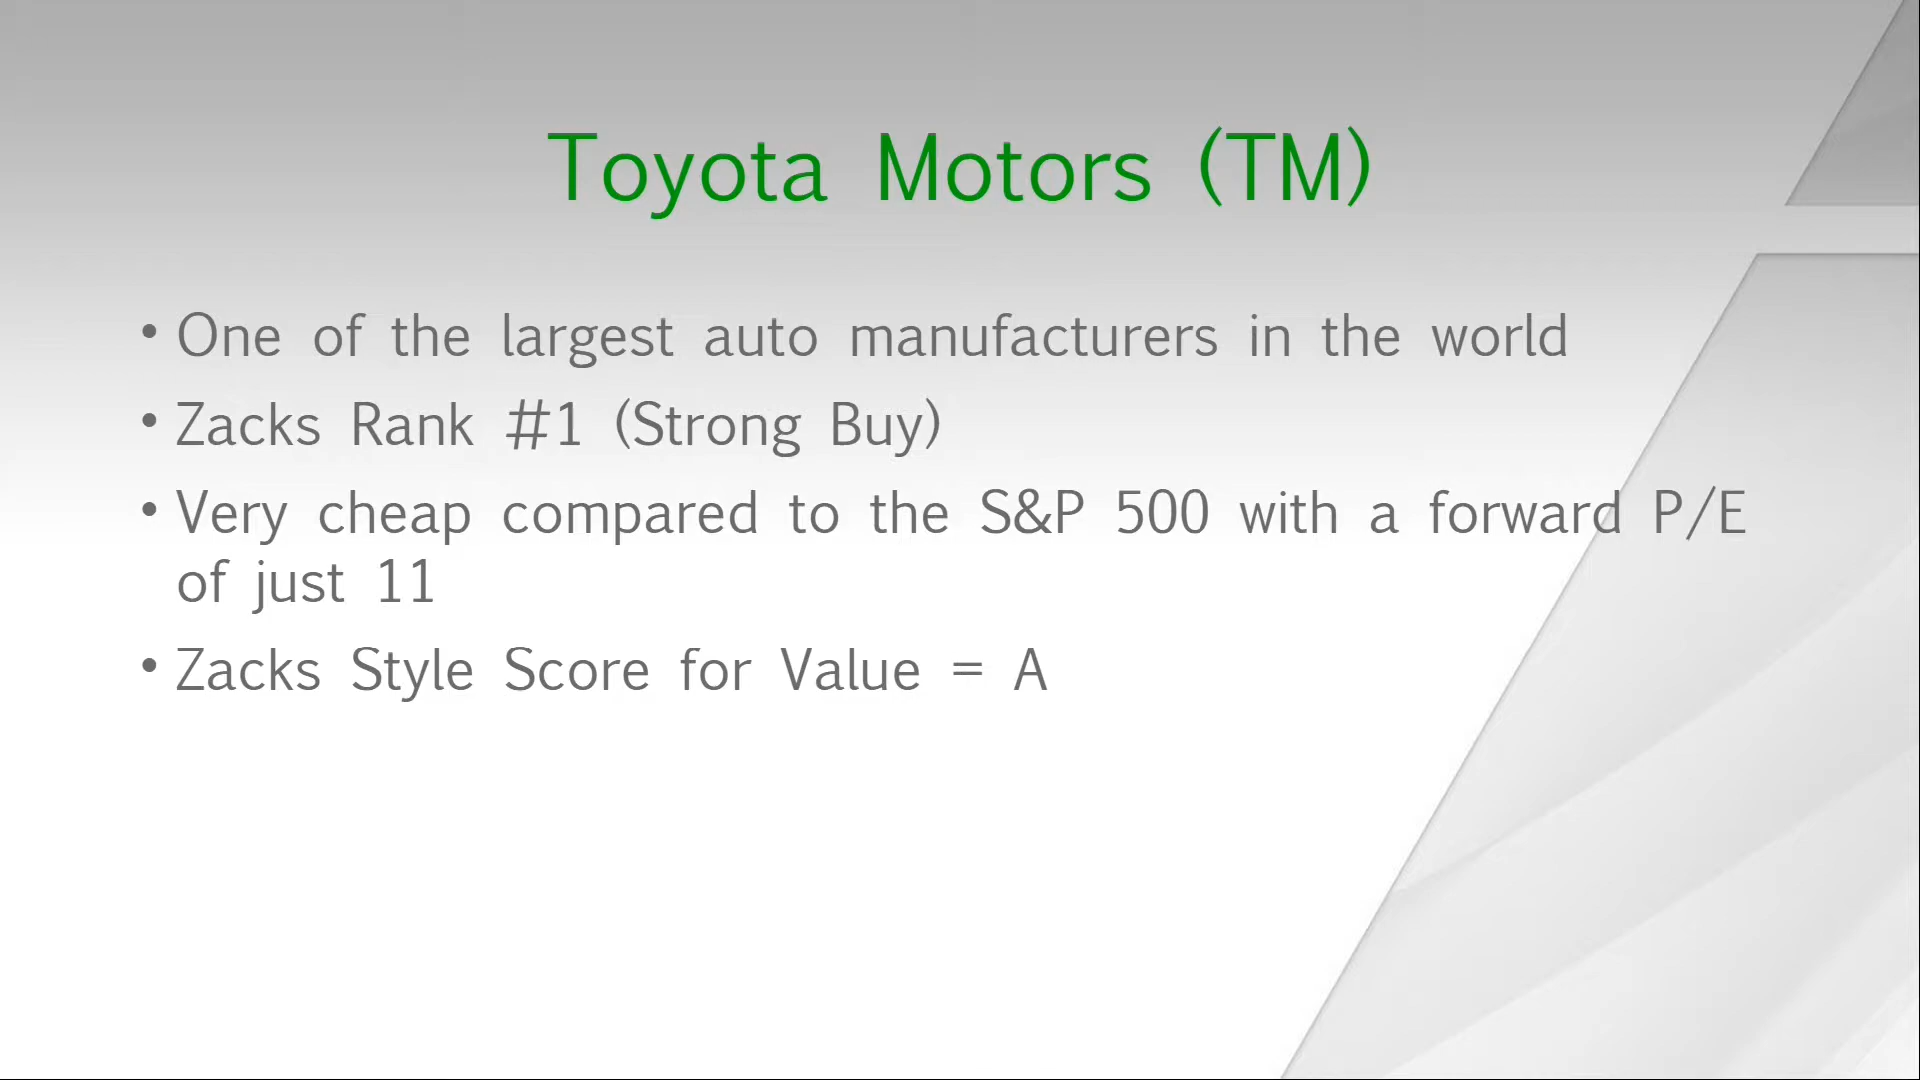 Toyota Motors (TM)
• One of the largest auto manufacturers in the world
• Zacks Rank #1 (Strong Buy)
• Very cheap compared to the S&P 500 with a forward P/E
of just 11
• Zacks Style Score for Value = A